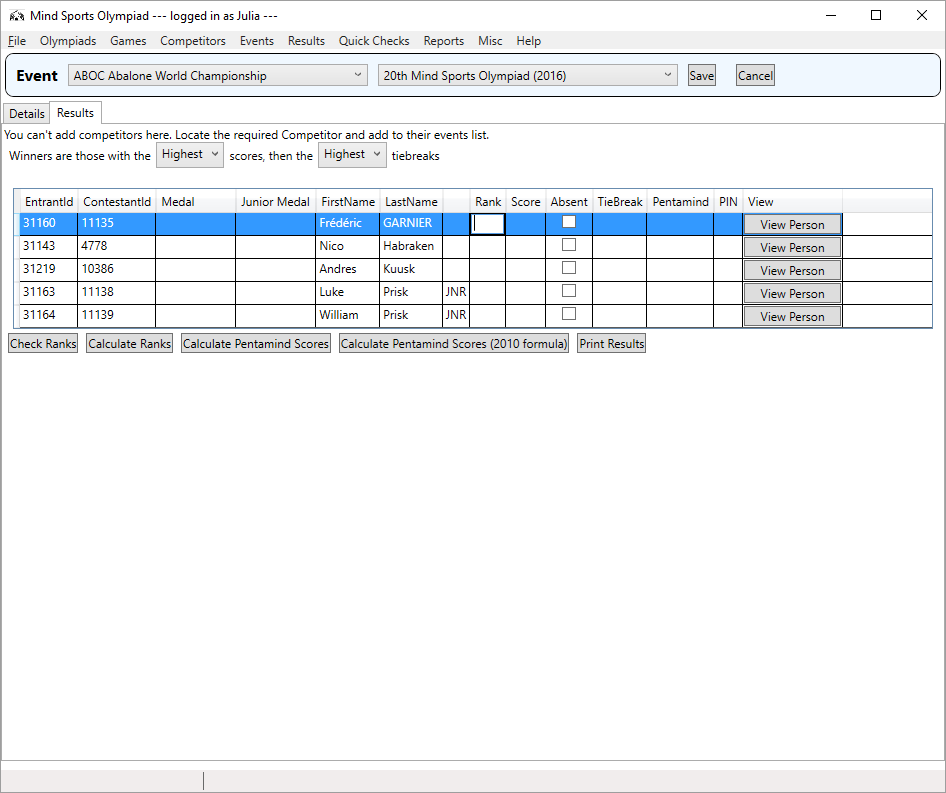 Mind Sports Olympiad --- logged in as Julia ---
File Olympiads Games Competitors Events Results Quick Checks Reports Misc Help
Event ABOC Abalone World Championship 20th Mind Sports Olympiad (2016) Save Cancel
Details Results
You can't add competitors here. Locate the required Competitor and add to their events list.
Winners are those with the Highest scores, then the Highest tiebreaks
EntrantId ContestantId Medal Junior Medal FirstName LastName Rank Score Absent TieBreak Pentamind PIN View
31160 11135 Frédéric GARNIER View Person
31143 4778 Nico Habraken View Person
31219 10386 Andres Kuusk View Person
31163 11138 Luke Prisk JNR View Person
31164 11139 William Prisk JNR View Person
Check Ranks Calculate Ranks Calculate Pentamind Scores Calculate Pentamind Scores (2010 formula) Print Results